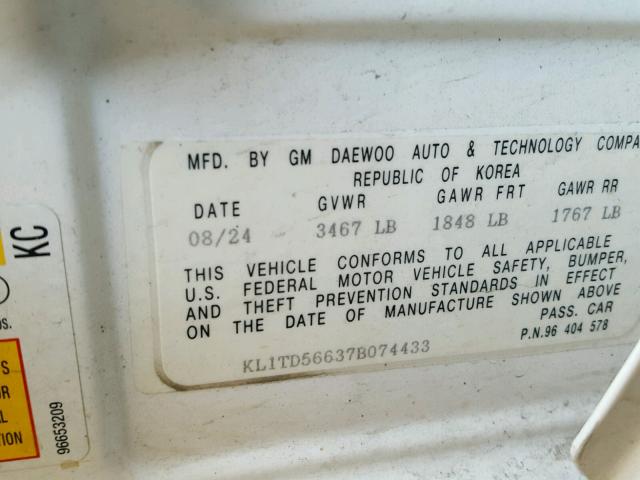 MFD. BY GM DAEWOO AUTO & TECHNOLOGY COMPA
REPUBLIC OF KOREA
DATE GVWR GAWR FRT GAWR RR
08/24 3467 LB 1848 LB 1767 LB
THIS VEHICLE CONFORMS TO ALL APPLICABLE
U.S. FEDERAL MOTOR VEHICLE SAFETY, BUMPER,
AND THEFT PREVENTION STANDARDS IN EFFECT
ON THE DATE OF MANUFACTURE SHOWN ABOVE
PASS. CAR
P.N.96 404 578
KL1TD56637B074433
KC
96653209